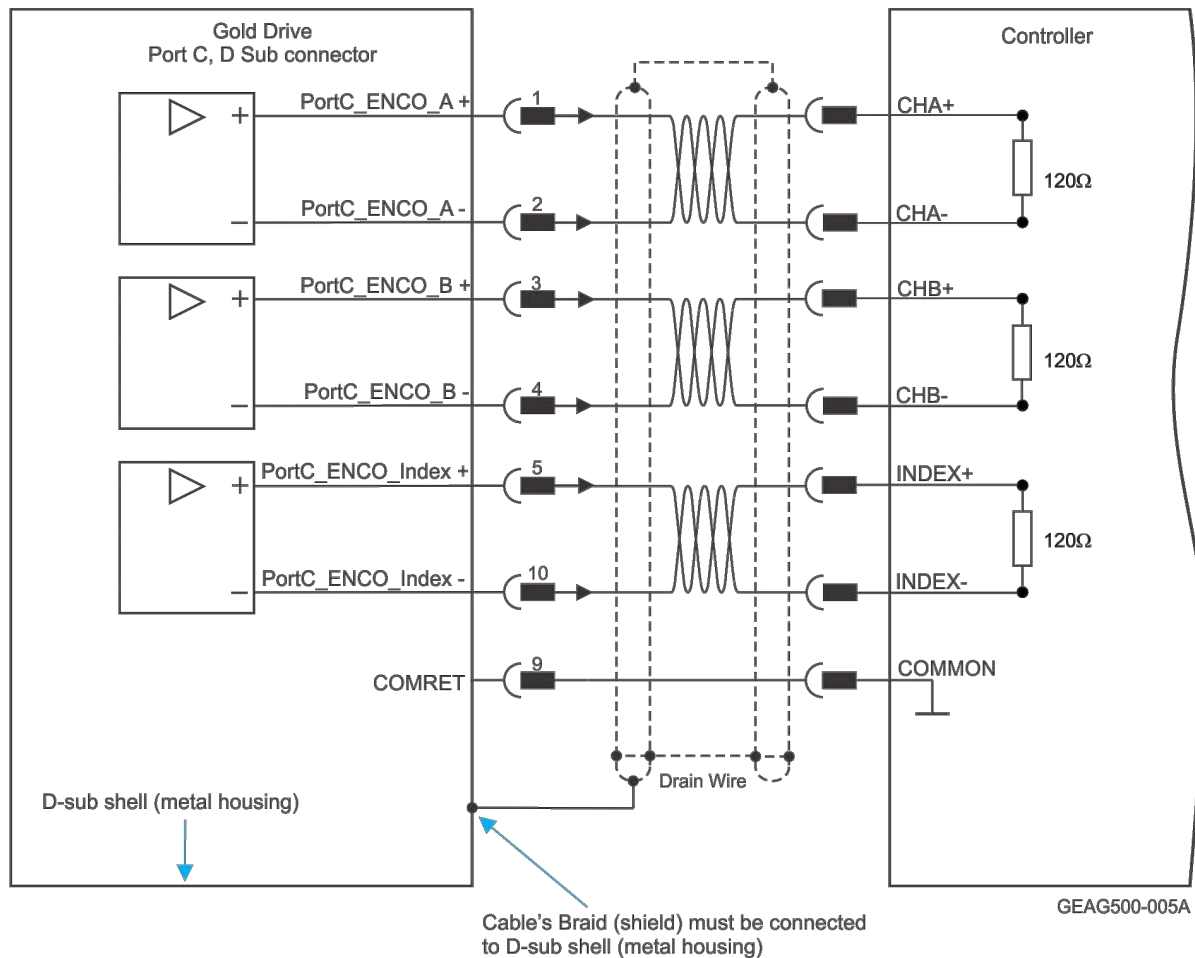 Gold Drive
Port C, D Sub connector
Controller
PortC_ENCO_A +
1
CHA+
+
120Ω
PortC_ENCO_A -
2
CHA-
–
PortC_ENCO_B +
3
CHB+
+
120Ω
PortC_ENCO_B -
4
CHB-
–
PortC_ENCO_Index +
5
INDEX+
+
120Ω
PortC_ENCO_Index -
10
INDEX-
–
COMRET
9
COMMON
Drain Wire
D-sub shell (metal housing)
GEAG500-005A
Cable's Braid (shield) must be connected
to D-sub shell (metal housing)